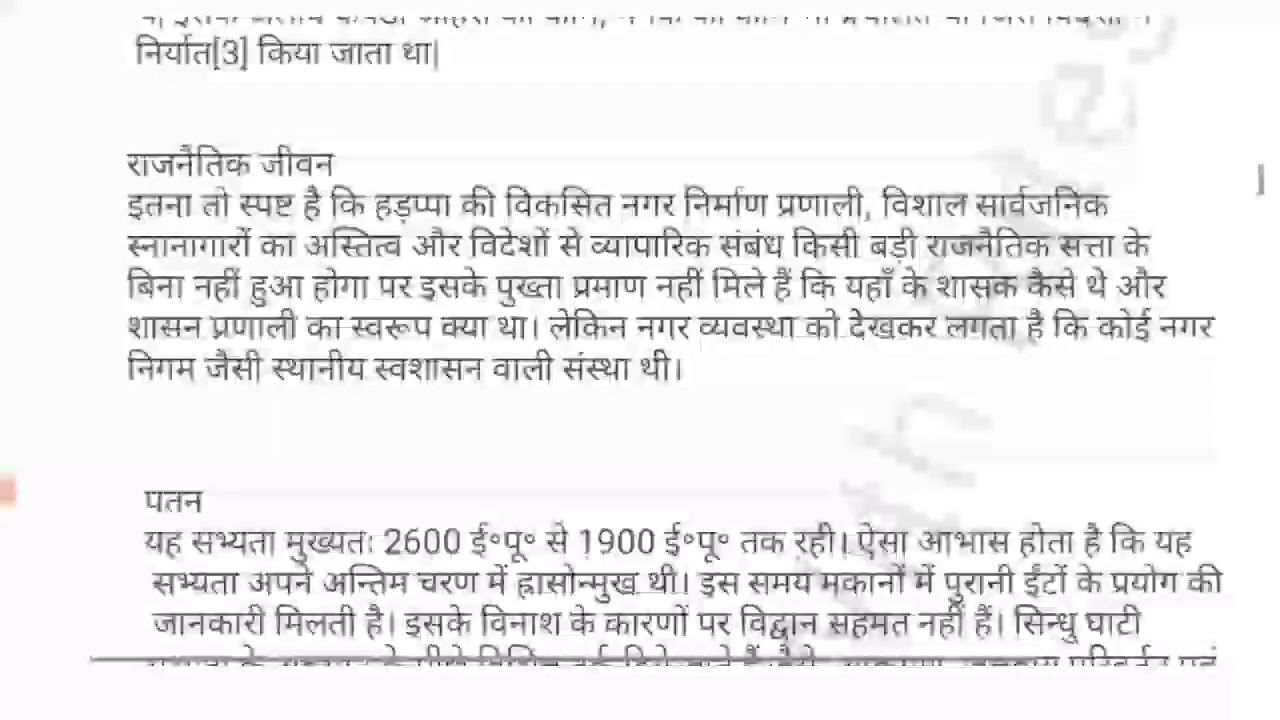 निर्यात[3] किया जाता था|
राजनैतिक जीवन
इतना तो स्पष्ट है कि हड़प्पा की विकसित नगर निर्माण प्रणाली, विशाल सार्वजनिक
स्नानागारों का अस्तित्व और विदेशों से व्यापारिक संबंध किसी बड़ी राजनैतिक सत्ता के
बिना नहीं हुआ होगा पर इसके पुख्ता प्रमाण नहीं मिले हैं कि यहाँ के शासक कैसे थे और
शासन प्रणाली का स्वरूप क्या था। लेकिन नगर व्यवस्था को देखकर लगता है कि कोई नगर
निगम जैसी स्थानीय स्वशासन वाली संस्था थी।
पतन
यह सभ्यता मुख्यतः 2600 ई॰पू॰ से 1900 ई॰पू॰ तक रही। ऐसा आभास होता है कि यह
सभ्यता अपने अन्तिम चरण में ह्रासोन्मुख थी। इस समय मकानों में पुरानी ईंटों के प्रयोग की
जानकारी मिलती है। इसके विनाश के कारणों पर विद्वान सहमत नहीं हैं। सिन्धु घाटी